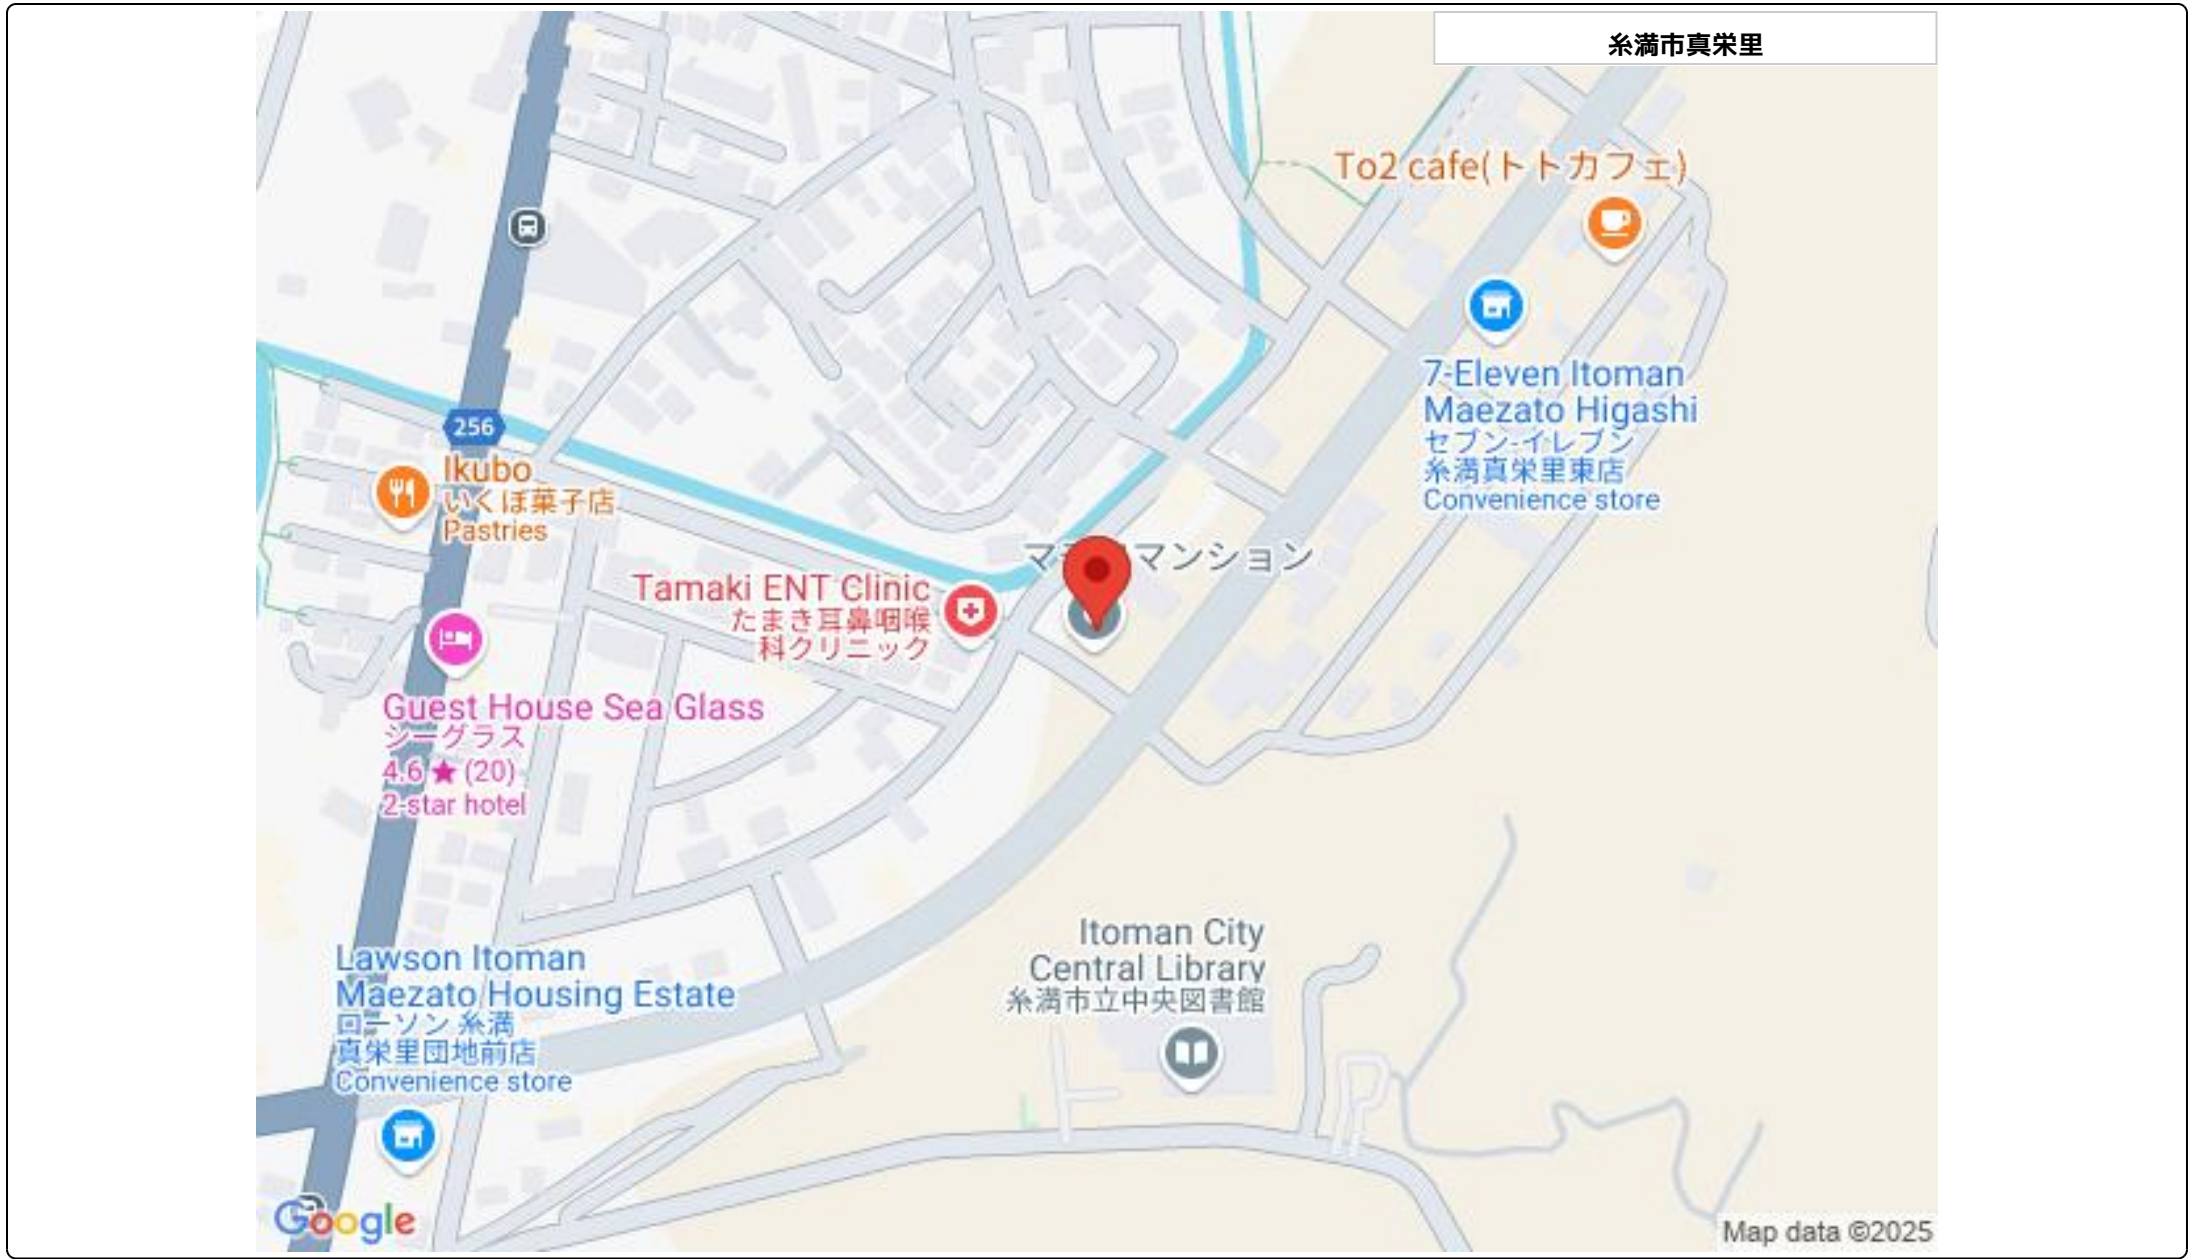 糸満市真栄里
To2 cafe(トトカフェ)
7-Eleven Itoman
Maezato Higashi
セブン-イレブン
糸満真栄里東店
Convenience store
256
Ikubo
いくぼ菓子店
Pastries
マンション
Tamaki ENT Clinic
たまき耳鼻咽喉
科クリニック
Guest House Sea Glass
シーグラス
4.6 ★ (20)
2-star hotel
Itoman City
Central Library
糸満市立中央図書館
Lawson Itoman
Maezato Housing Estate
ローソン 糸満
真栄里団地前店
Convenience store
Google
Map data ©2025